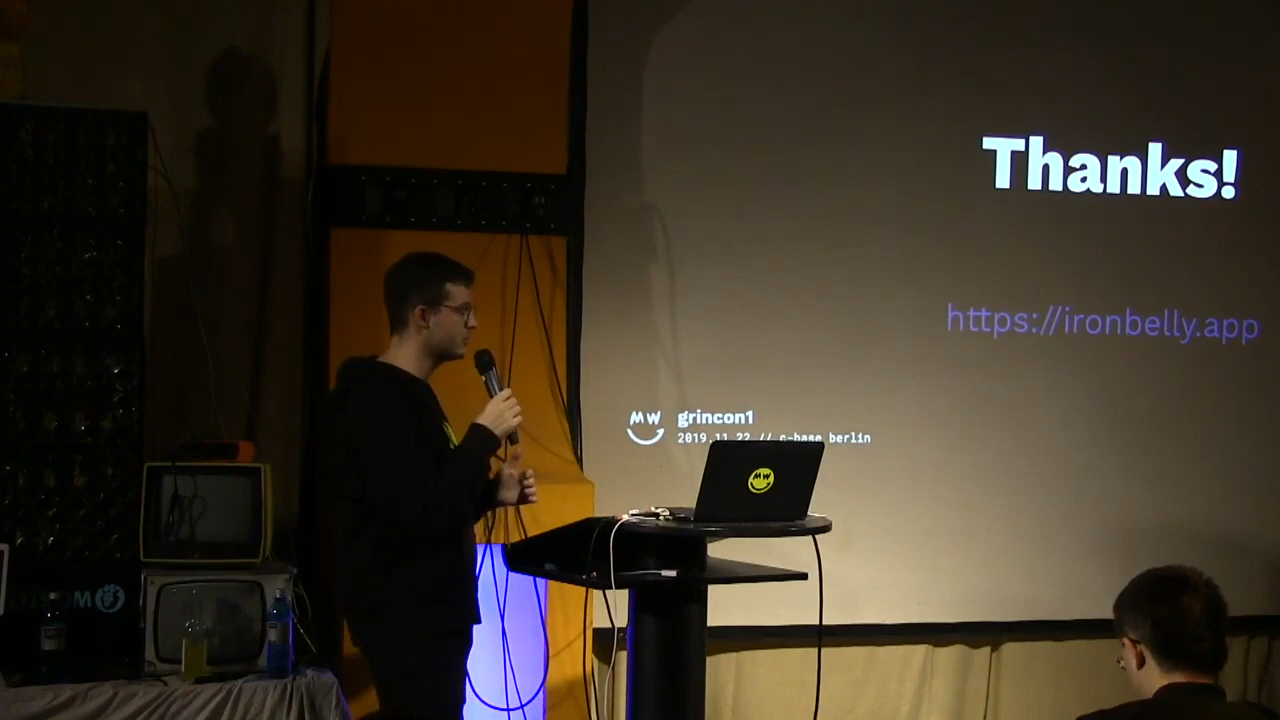 Thanks!
https://ironbelly.app
MW
grincon1
2019.11.22 // c-base berlin
MW